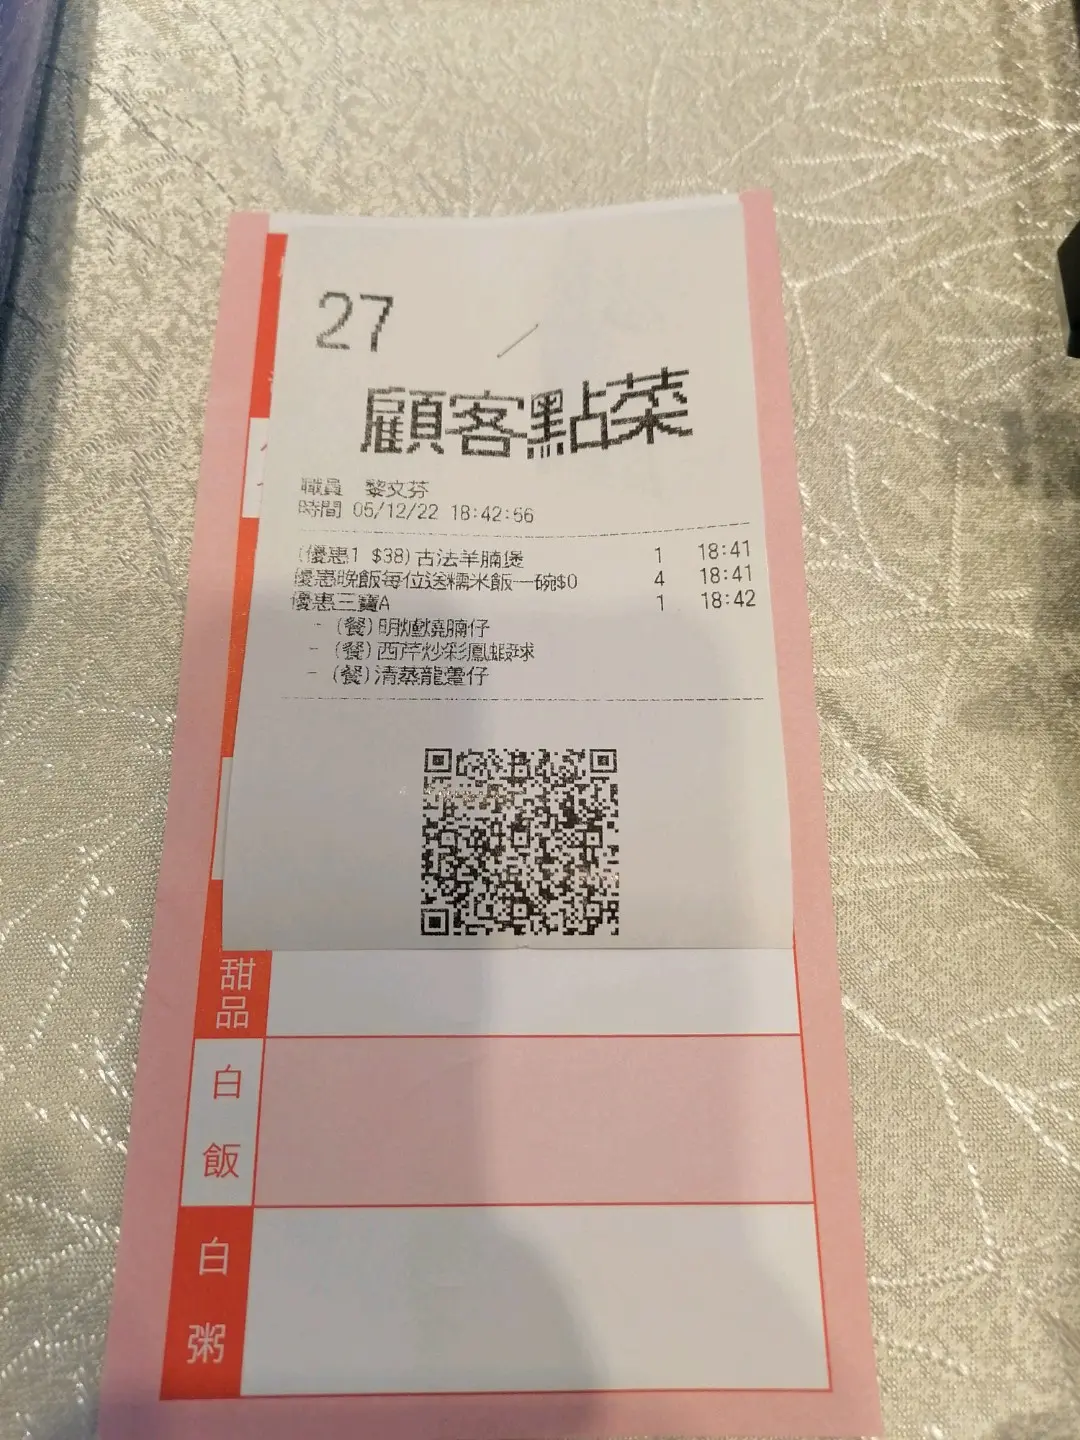 27
顧客點菜
職員 黎文芬
時間 05/12/22 18:42:56
(優惠1 $38)古法羊腩煲 1 18:41
優惠晚飯每位送糯米飯一碗$0 4 18:41
優惠三寶A 1 18:42
- (餐)明爐燒腩仔
- (餐)西芹炒彩鳳蝦球
- (餐)清蒸龍躉仔
甜品
白飯
白粥